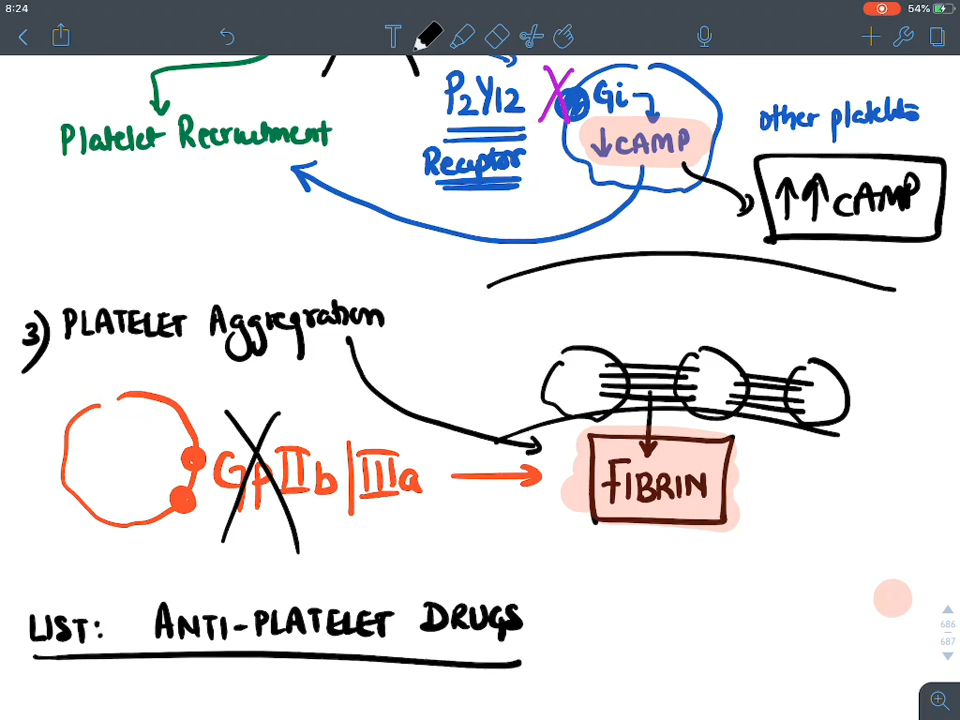 8:24
54%
T
P2Y12
Receptor
Gi
↓CAMP
Platelet Recruitment
other platelets
↑↑ CAMP
3) PLATELET Aggregration
GpIIb|IIIa
FIBRIN
LIST: ANTI-PLATELET DRUGS
686
687